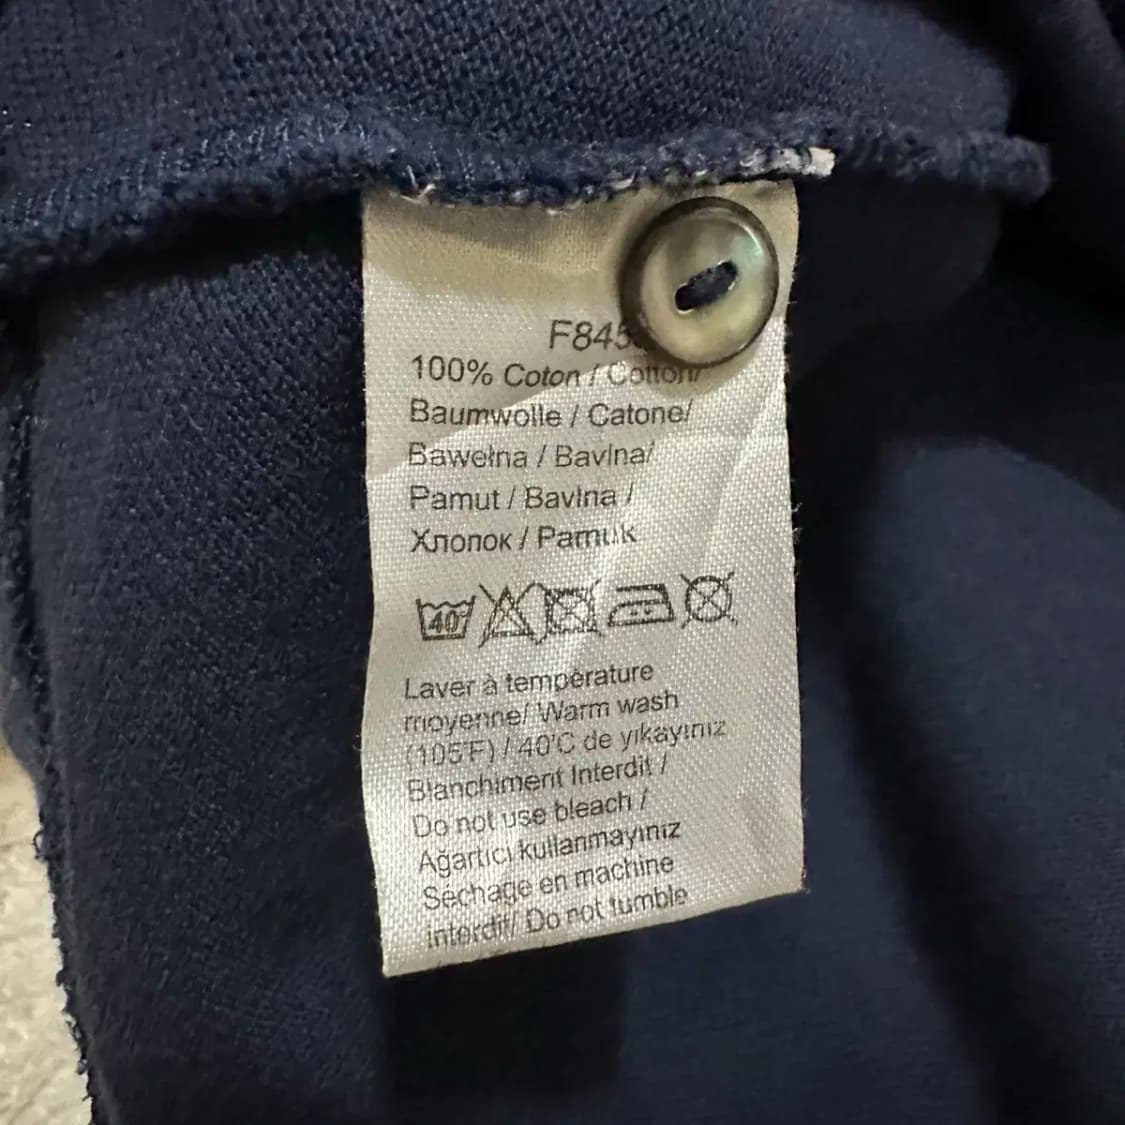 F845
100% Coton / Cotton/
Baumwolle / Catone/
Bawełna / Bavlna/
Pamut / Bavlna /
Хлопок / Pamuk
40
Laver à température
moyenne/ Warm wash
(105°F) / 40°C de yıkayınız
Blanchiment Interdit /
Do not use bleach /
Ağartıcı kullanmayınız
Séchage en machine
interdit/ Do not tumble